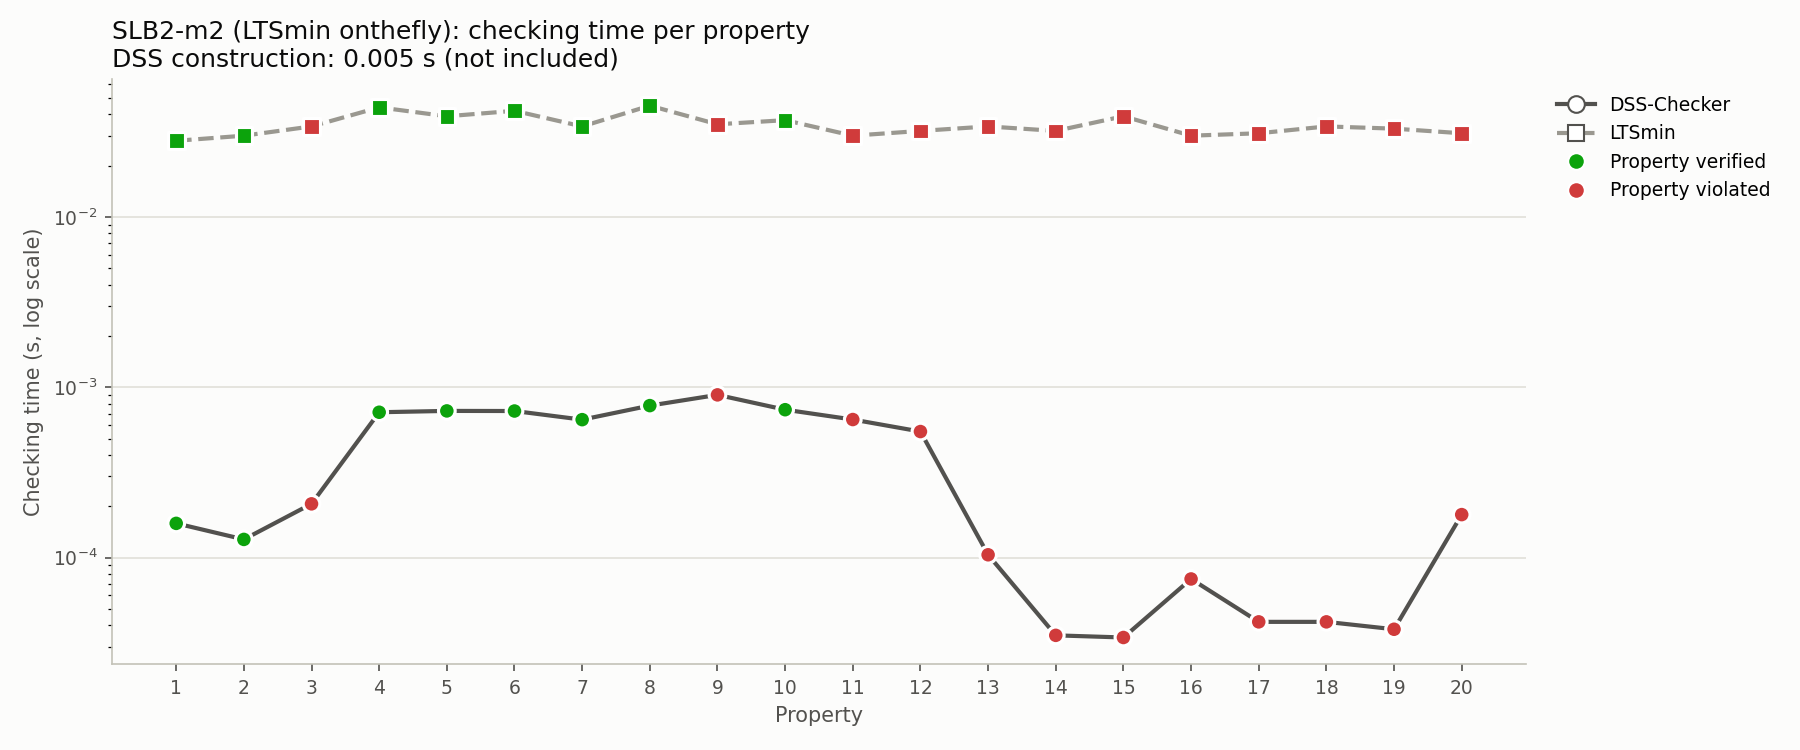 SLB2-m2 (LTSmin onthefly): checking time per property
DSS construction: 0.005 s (not included)
DSS-Checker
LTSmin
Property verified
Property violated
Checking time (s, log scale)
10⁻²
10⁻³
10⁻⁴
1 2 3 4 5 6 7 8 9 10 11 12 13 14 15 16 17 18 19 20
Property